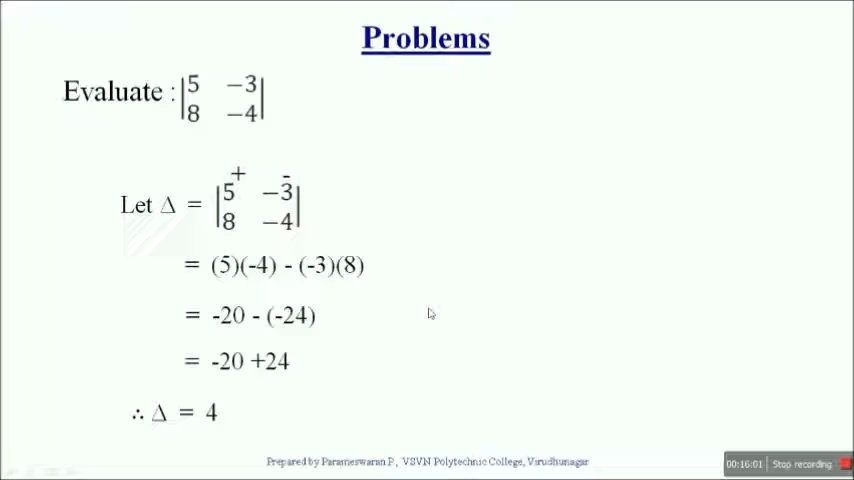 Problems
Evaluate : |5 −3|
|8 −4|
+ -
Let Δ = |5 −3|
|8 −4|
= (5)(-4) - (-3)(8)
= -20 - (-24)
= -20 +24
∴ Δ = 4
Prepared by Parameswaran P., VSVN Polytechnic College, Virudhunagar
00:16:01 Stop recording